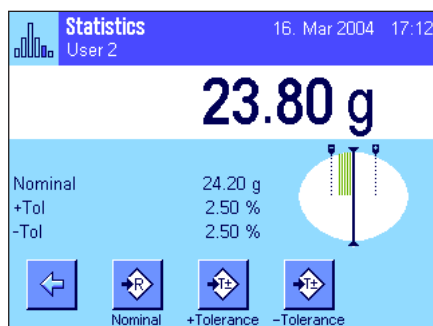 Statistics 16. Mar 2004 17:12
User 2
23.80 g
Nominal 24.20 g
+Tol 2.50 %
-Tol 2.50 %
R T± T±
Nominal +Tolerance -Tolerance